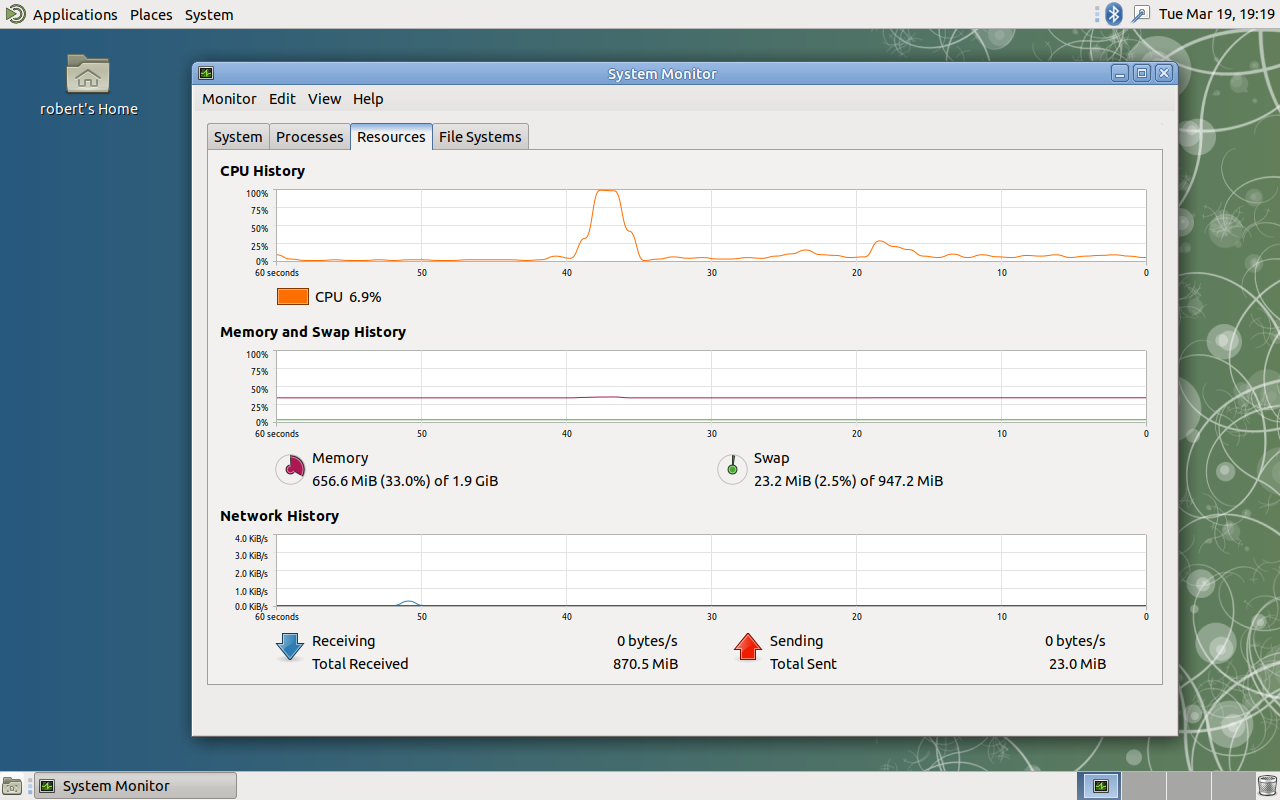 Applications Places System Tue Mar 19, 19:19
robert's Home
System Monitor
Monitor Edit View Help
System Processes Resources File Systems
CPU History
100%
75%
50%
25%
0%
60 seconds 50 40 30 20 10 0
CPU 6.9%
Memory and Swap History
100%
75%
50%
25%
0%
60 seconds 50 40 30 20 10 0
Memory Swap
656.6 MiB (33.0%) of 1.9 GiB 23.2 MiB (2.5%) of 947.2 MiB
Network History
4.0 KiB/s
3.0 KiB/s
2.0 KiB/s
1.0 KiB/s
0.0 KiB/s
60 seconds 50 40 30 20 10 0
Receiving 0 bytes/s Sending 0 bytes/s
Total Received 870.5 MiB Total Sent 23.0 MiB
System Monitor